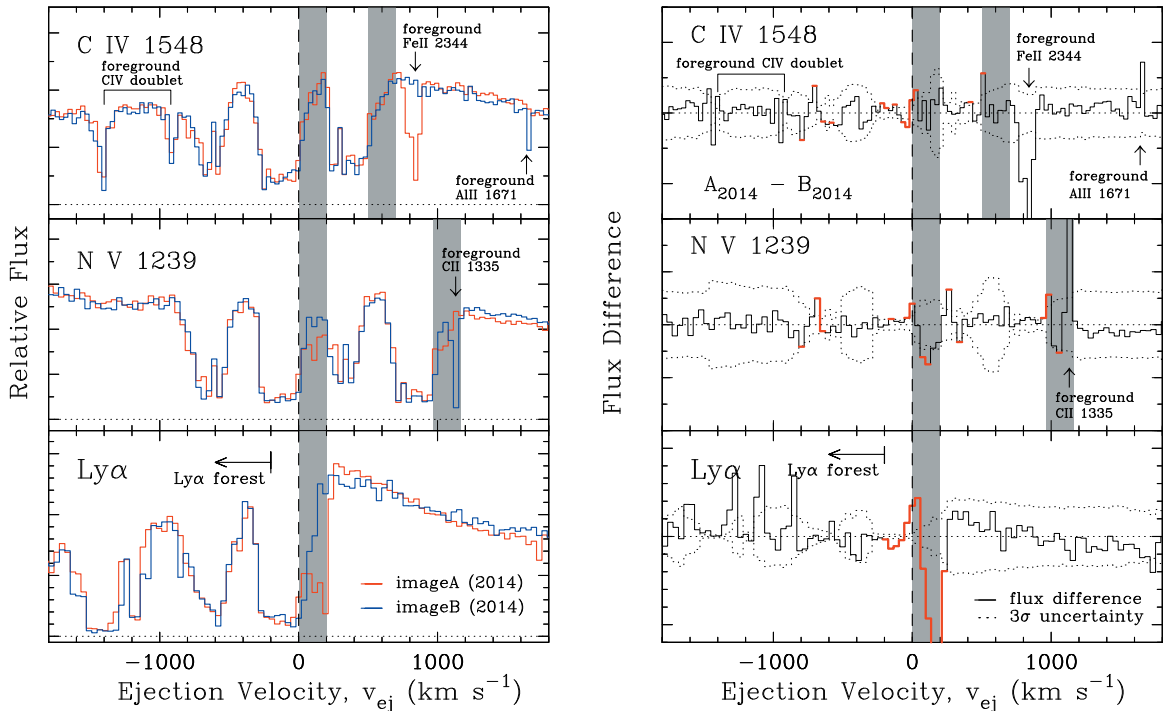 C IV 1548
foreground
FeII 2344
foreground
CIV doublet
foreground
AlII 1671
N V 1239
foreground
CII 1335
Lyα
Lyα forest
imageA (2014)
imageB (2014)
Relative Flux
−1000
0
1000
Ejection Velocity, v_ej (km s⁻¹)
C IV 1548
foreground
FeII 2344
foreground CIV doublet
A₂₀₁₄ − B₂₀₁₄
foreground
AlII 1671
N V 1239
foreground
CII 1335
Lyα
Lyα forest
flux difference
3σ uncertainty
Flux Difference
−1000
0
1000
Ejection Velocity, v_ej (km s⁻¹)